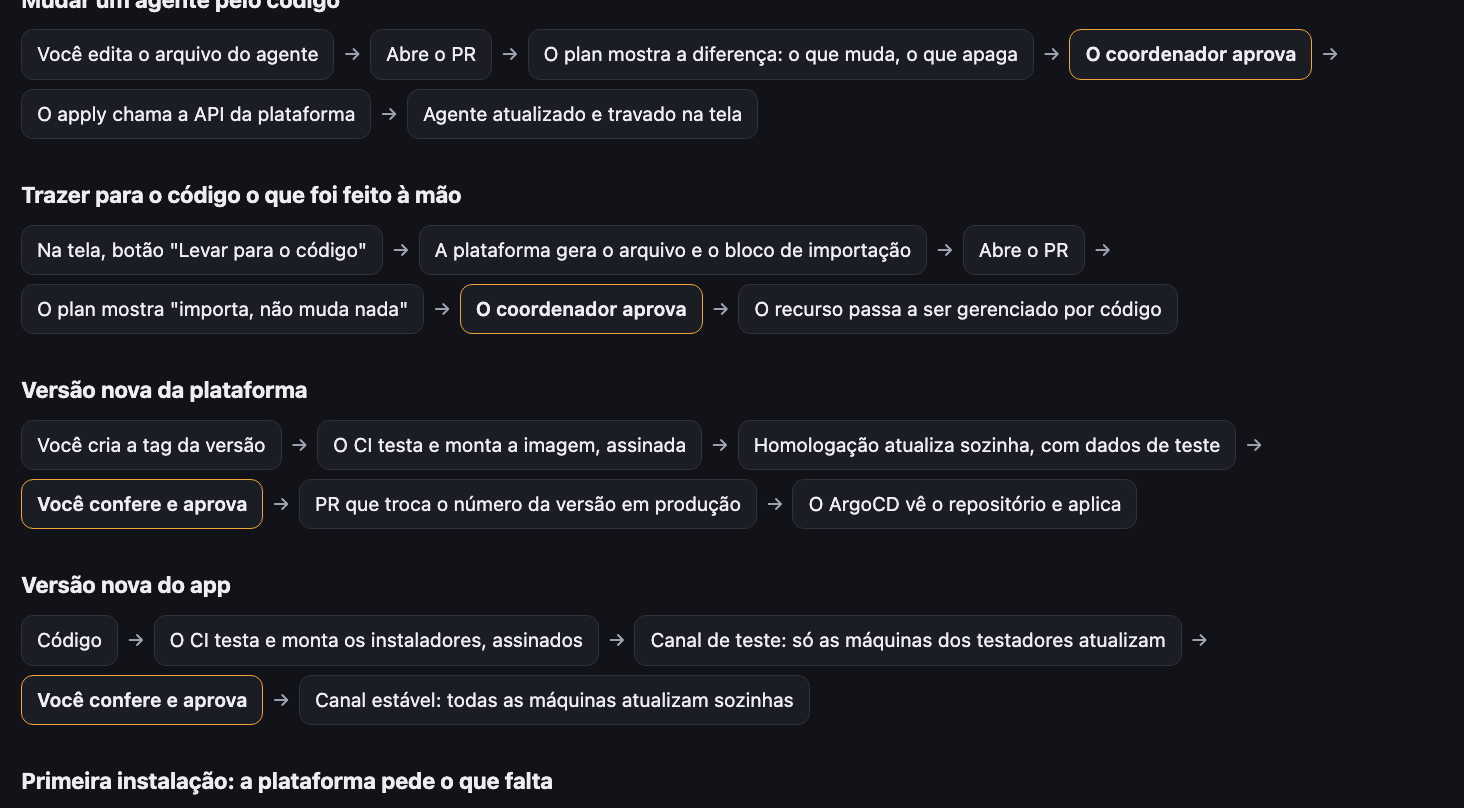 Mudar um agente pelo código
Você edita o arquivo do agente → Abre o PR → O plan mostra a diferença: o que muda, o que apaga → O coordenador aprova →
O apply chama a API da plataforma → Agente atualizado e travado na tela
Trazer para o código o que foi feito à mão
Na tela, botão "Levar para o código" → A plataforma gera o arquivo e o bloco de importação → Abre o PR →
O plan mostra "importa, não muda nada" → O coordenador aprova → O recurso passa a ser gerenciado por código
Versão nova da plataforma
Você cria a tag da versão → O CI testa e monta a imagem, assinada → Homologação atualiza sozinha, com dados de teste →
Você confere e aprova → PR que troca o número da versão em produção → O ArgoCD vê o repositório e aplica
Versão nova do app
Código → O CI testa e monta os instaladores, assinados → Canal de teste: só as máquinas dos testadores atualizam →
Você confere e aprova → Canal estável: todas as máquinas atualizam sozinhas
Primeira instalação: a plataforma pede o que falta